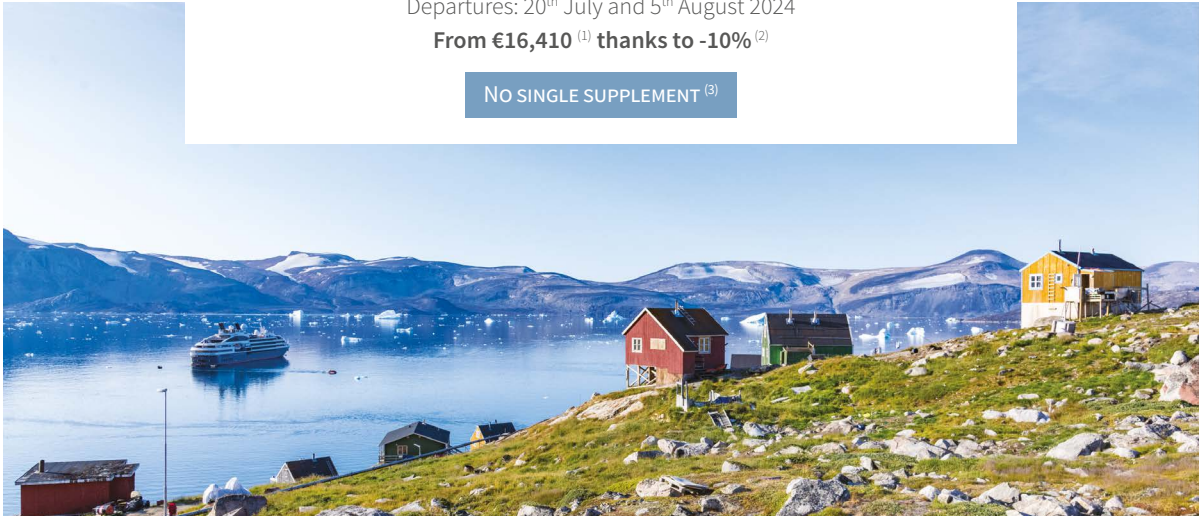 Departures: 20th July and 5th August 2024
From €16,410 (1) thanks to -10% (2)
No single supplement (3)